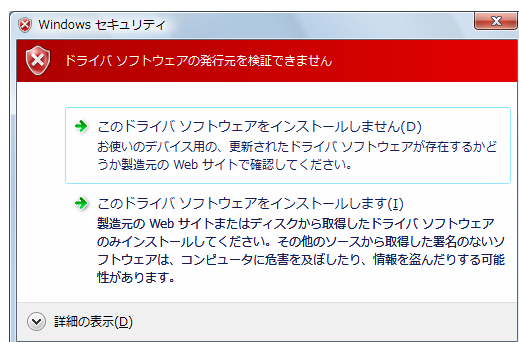 Windows セキュリティ
ドライバ ソフトウェアの発行元を検証できません
このドライバ ソフトウェアをインストールしません(D)
お使いのデバイス用の、更新されたドライバ ソフトウェアが存在するかど
うか製造元の Web サイトで確認してください。
このドライバ ソフトウェアをインストールします(I)
製造元の Web サイトまたはディスクから取得したドライバ ソフトウェア
のみインストールしてください。その他のソースから取得した署名のないソ
フトウェアは、コンピュータに危害を及ぼしたり、情報を盗んだりする可能
性があります。
詳細の表示(D)